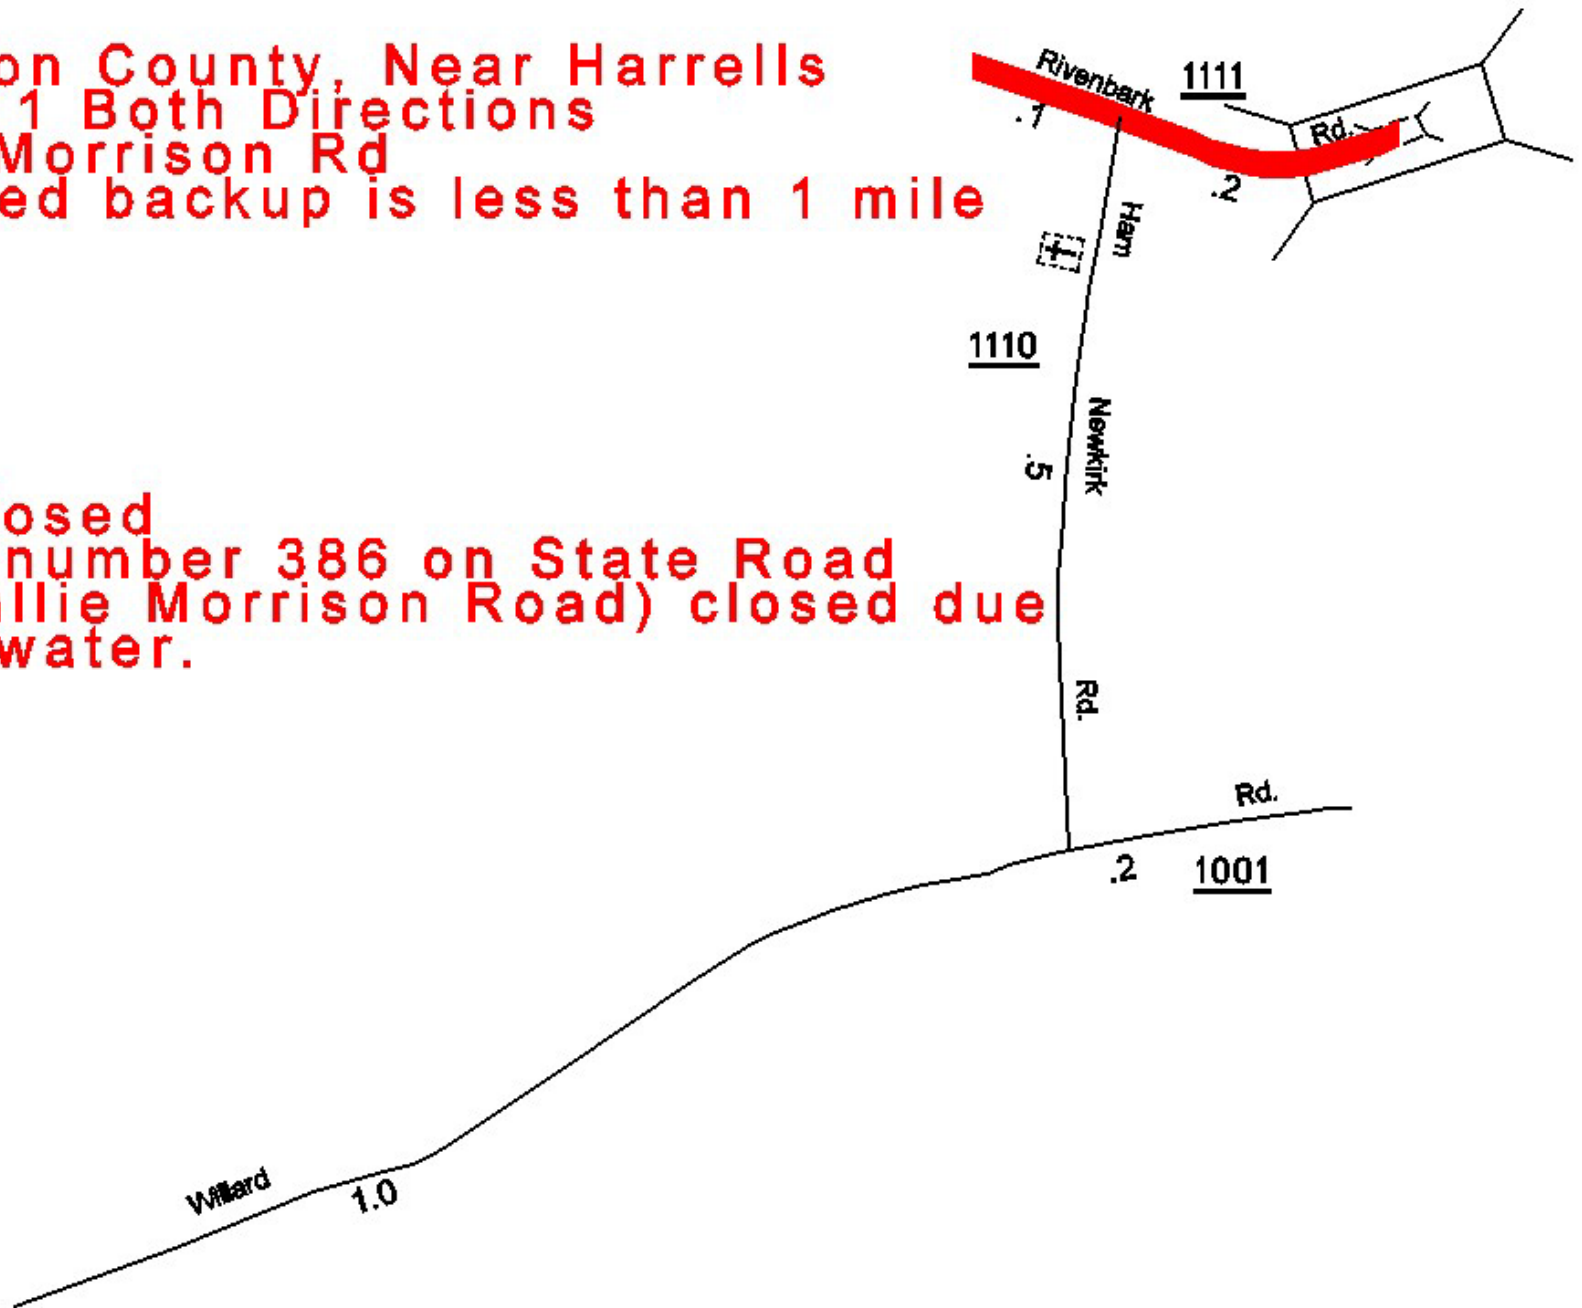 on County, Near Harrells
1 Both Directions
Morrison Rd
ed backup is less than 1 mile
Rivenbark
1111
Rd.
.1
.2
Ham
1110
Newkirk
.5
osed
number 386 on State Road
llie Morrison Road) closed due
water.
Rd.
Rd.
.2
1001
Willard
1.0